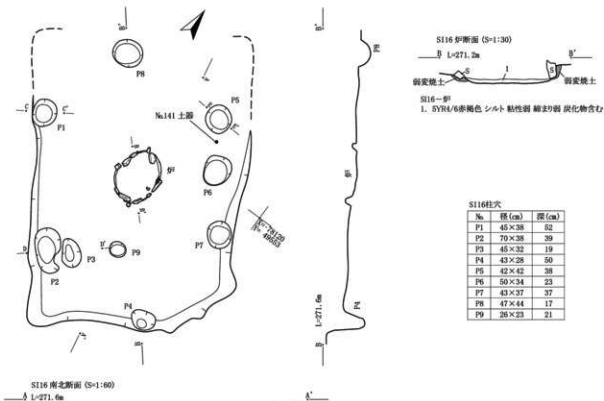 P8
P5
No.141 土器
P1
炉
P6
P7
X=-78120
P9
P3
P2
P4
SI16 南北断面 (S=1:60)
A L=271.6m
P8
炉
P4
L=271.6m
A'
SI16 炉断面 (S=1:30)
B L=271.2m B'
S 1 S
弱変焼土 弱変焼土
SI16-炉
1. 5YR4/6赤褐色 シルト 粘性弱 締まり弱 炭化物含む
SI16柱穴
No. 径(cm) 深(cm)
P1 45×38 52
P2 70×38 39
P3 45×32 19
P4 43×28 50
P5 42×42 38
P6 50×34 23
P7 43×37 37
P8 47×44 17
P9 26×23 21